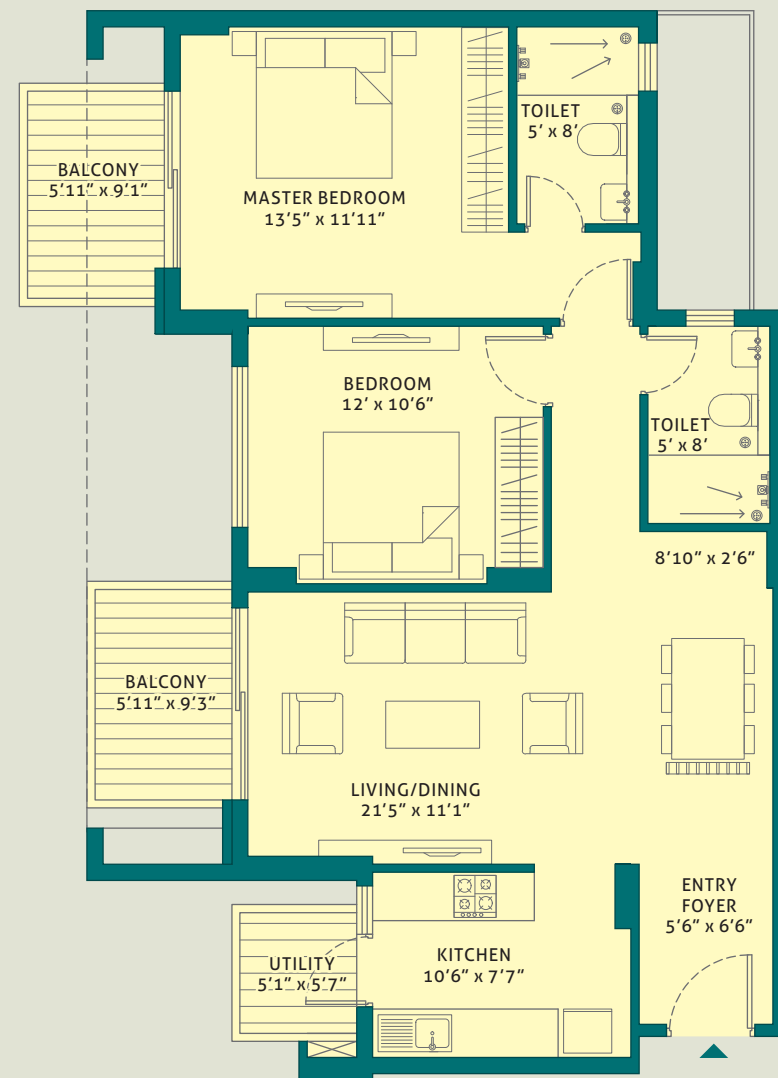 TOILET
5' x 8'
BALCONY
5'11" x 9'1"
MASTER BEDROOM
13'5" x 11'11"
BEDROOM
12' x 10'6"
TOILET
5' x 8'
8'10" x 2'6"
BALCONY
5'11" x 9'3"
LIVING/DINING
21'5" x 11'1"
ENTRY
FOYER
5'6" x 6'6"
KITCHEN
10'6" x 7'7"
UTILITY
5'1" x 5'7"